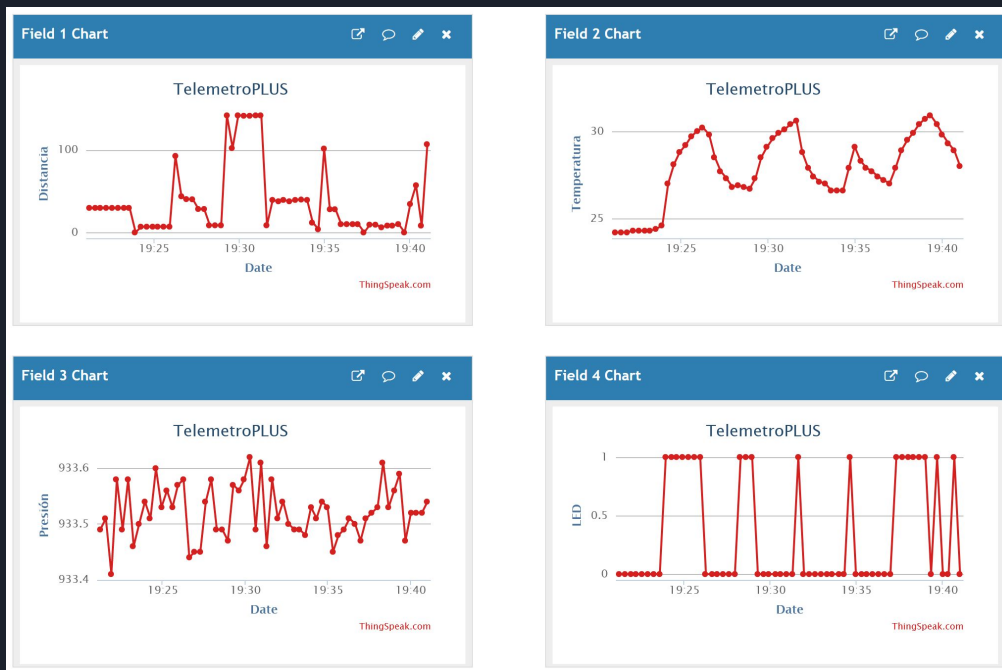 Field 1 Chart
TelemetroPLUS
Distancia
100
0
19:25 19:30 19:35 19:40
Date
ThingSpeak.com
Field 2 Chart
TelemetroPLUS
Temperatura
30
25
19:25 19:30 19:35 19:40
Date
ThingSpeak.com
Field 3 Chart
TelemetroPLUS
Presión
933.6
933.5
933.4
19:25 19:30 19:35 19:40
Date
ThingSpeak.com
Field 4 Chart
TelemetroPLUS
LED
1
0.5
0
19:25 19:30 19:35 19:40
Date
ThingSpeak.com